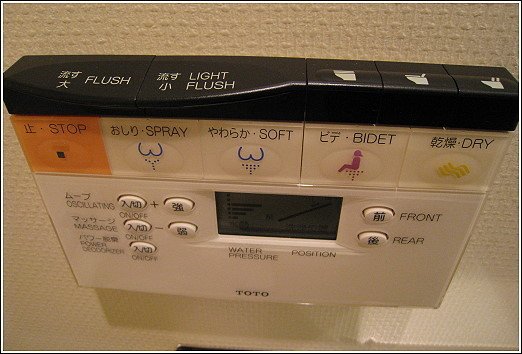 流す 大 FLUSH
流す 小 LIGHT FLUSH
止・STOP
おしり・SPRAY
やわらか・SOFT
ビデ・BIDET
乾燥・DRY
ムーブ
OSCILLATING
入/切
ON/OFF
+
強
マッサージ
MASSAGE
入/切
ON/OFF
−
弱
パワー脱臭
POWER
DEODORIZER
入/切
ON/OFF
WATER
PRESSURE
POSITION
前 FRONT
後 REAR
TOTO